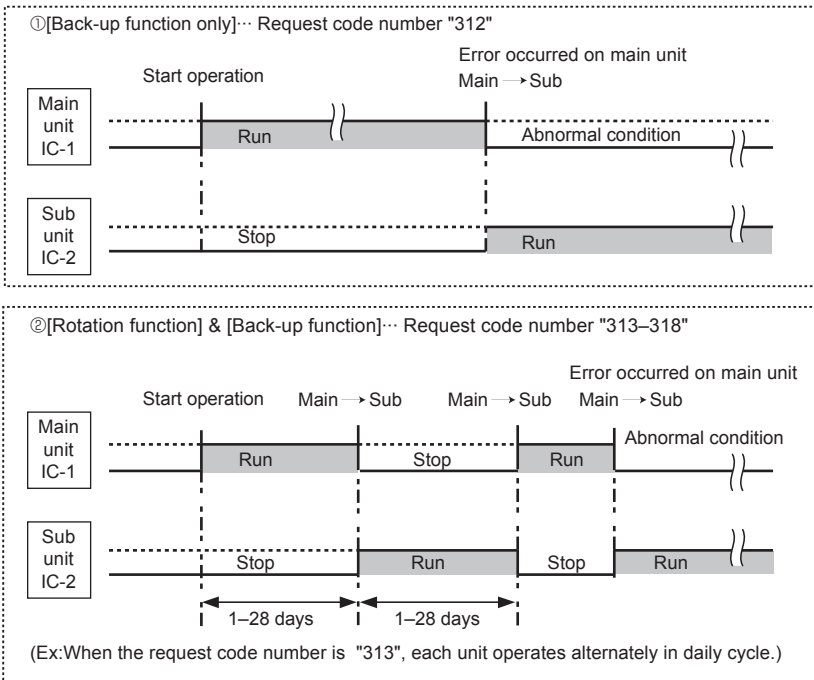 ①[Back-up function only]··· Request code number "312"
Error occurred on main unit
Start operation
Main → Sub
Main
unit
IC-1
Run
Abnormal condition
Sub
unit
IC-2
Stop
Run
②[Rotation function] & [Back-up function]··· Request code number "313–318"
Error occurred on main unit
Start operation Main → Sub Main → Sub Main → Sub
Main
unit
IC-1
Run Stop Run Abnormal condition
Sub
unit
IC-2
Stop Run Stop Run
1–28 days 1–28 days
(Ex:When the request code number is "313", each unit operates alternately in daily cycle.)